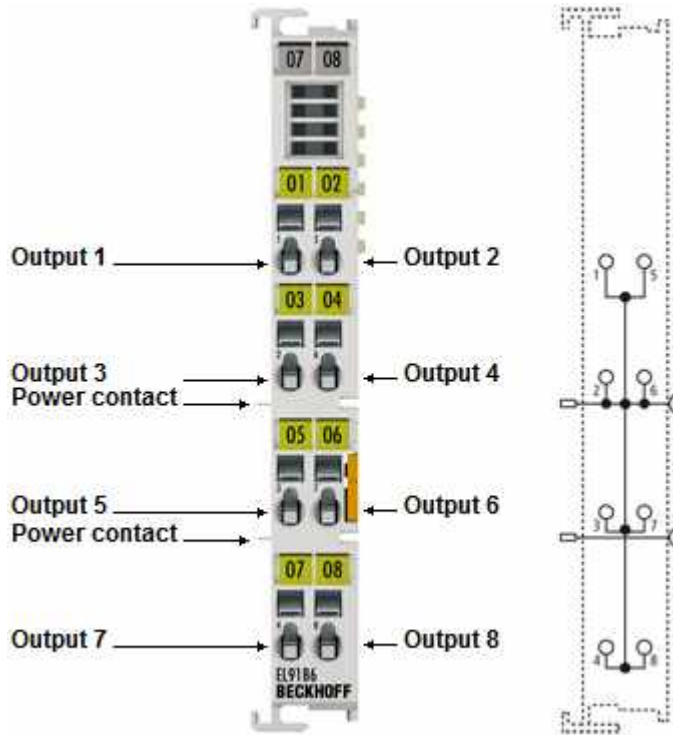 07 08
01 02
Output 1
Output 2
1 5
03 04
Output 3
Output 4
2 6
Power contact
05 06
Output 5
Output 6
3 7
Power contact
07 08
Output 7
Output 8
4 8
EL9186
BECKHOFF